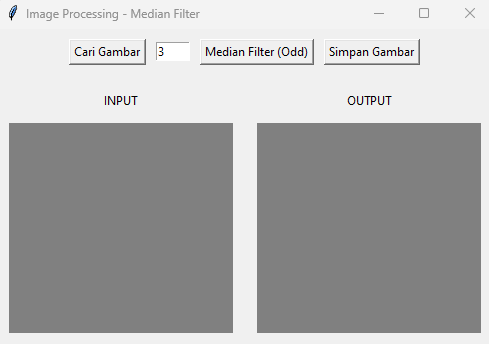 Image Processing - Median Filter
Cari Gambar 3 Median Filter (Odd) Simpan Gambar
INPUT OUTPUT